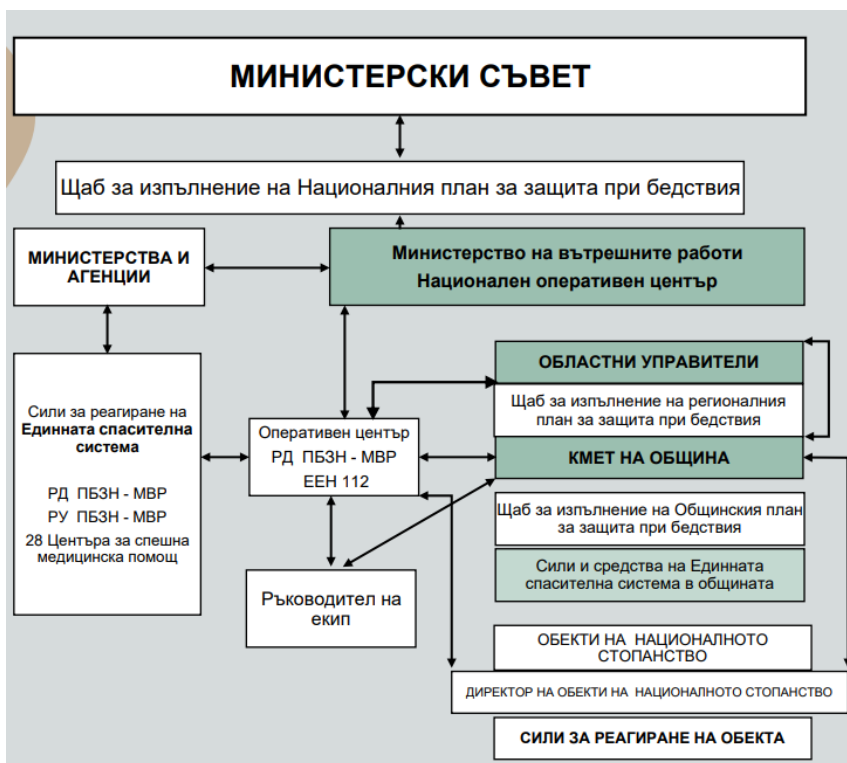 МИНИСТЕРСКИ СЪВЕТ
Щаб за изпълнение на Националния план за защита при бедствия
МИНИСТЕРСТВА И
АГЕНЦИИ
Министерство на вътрешните работи
Национален оперативен център
Сили за реагиране на
Единната спасителна
система
РД ПБЗН - МВР
РУ ПБЗН - МВР
28 Центъра за спешна
медицинска помощ
Оперативен център
РД ПБЗН - МВР
ЕЕН 112
Ръководител на
екип
ОБЛАСТНИ УПРАВИТЕЛИ
Щаб за изпълнение на регионалния
план за защита при бедствия
КМЕТ НА ОБЩИНА
Щаб за изпълнение на Общинския план
за защита при бедствия
Сили и средства на Единната
спасителна система в общината
ОБЕКТИ НА НАЦИОНАЛНОТО
СТОПАНСТВО
ДИРЕКТОР НА ОБЕКТИ НА НАЦИОНАЛНОТО СТОПАНСТВО
СИЛИ ЗА РЕАГИРАНЕ НА ОБЕКТА